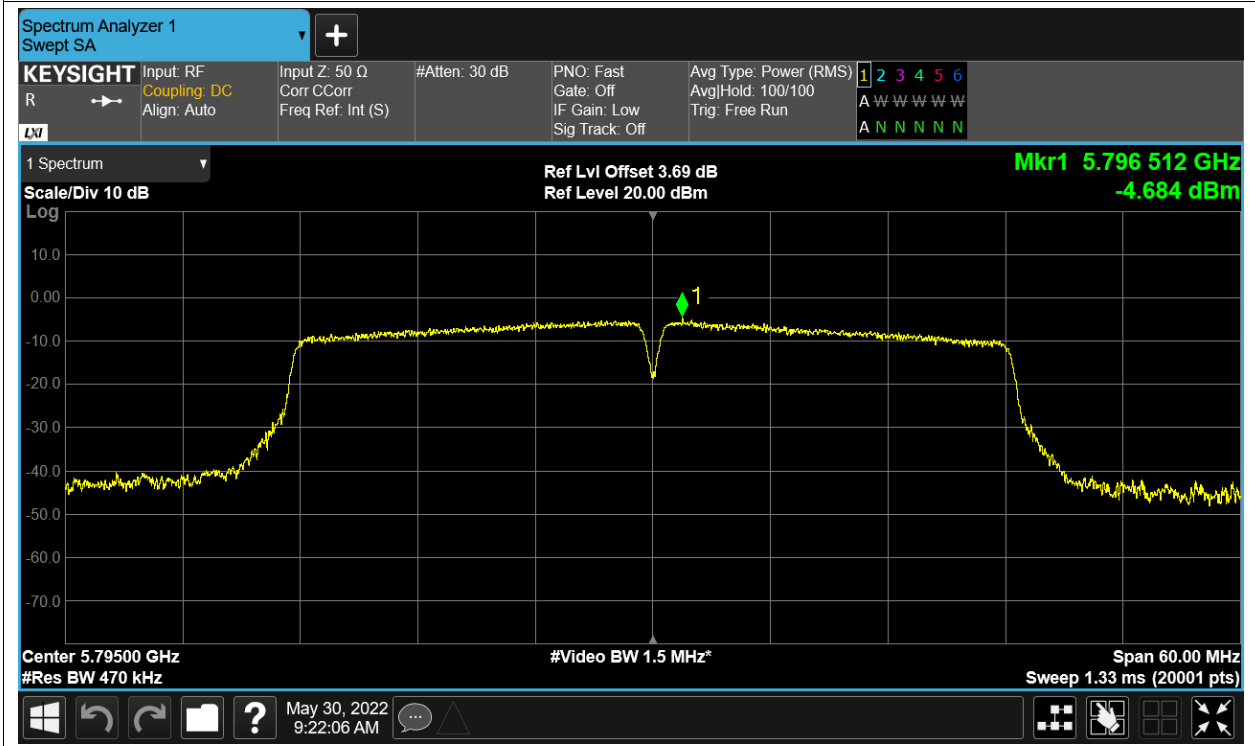 Spectrum Analyzer 1
Swept SA
KEYSIGHT
R
LXI
Input: RF
Coupling: DC
Align: Auto
Input Z: 50 Ω
Corr CCorr
Freq Ref: Int (S)
#Atten: 30 dB
PNO: Fast
Gate: Off
IF Gain: Low
Sig Track: Off
Avg Type: Power (RMS)
Avg|Hold: 100/100
Trig: Free Run
1 2 3 4 5 6
A W W W W W
A N N N N N
1 Spectrum
Scale/Div 10 dB
Log
Ref Lvl Offset 3.69 dB
Ref Level 20.00 dBm
Mkr1 5.796 512 GHz
-4.684 dBm
10.0
0.00
1
-10.0
-20.0
-30.0
-40.0
-50.0
-60.0
-70.0
Center 5.79500 GHz
#Res BW 470 kHz
#Video BW 1.5 MHz*
Span 60.00 MHz
Sweep 1.33 ms (20001 pts)
?
May 30, 2022
9:22:06 AM